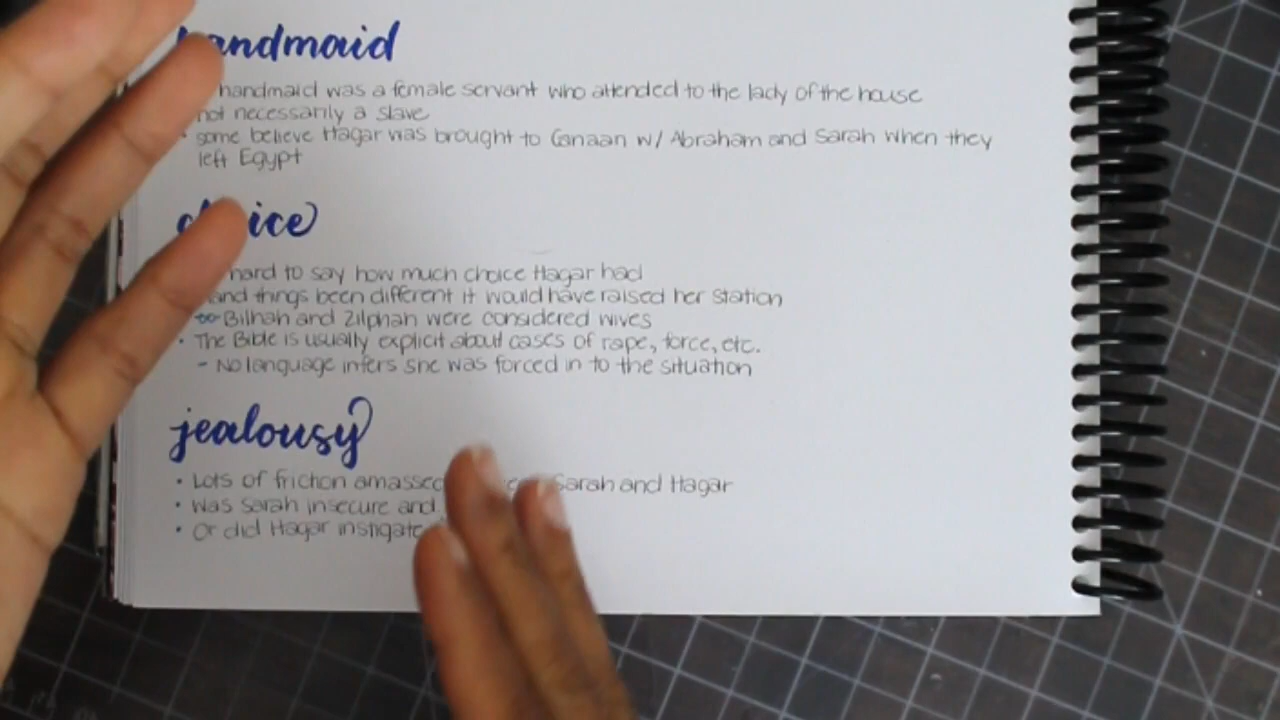 handmaid
handmaid was a female servant who attended to the lady of the house
not necessarily a slave
• some believe Hagar was brought to Canaan w/ Abraham and Sarah when they
left Egypt
choice
hard to say how much choice Hagar had
had things been different it would have raised her station
Bilhah and Zilphah were considered wives
• The Bible is usually explicit about cases of rape, force, etc.
- No language infers she was forced in to the situation
jealousy
• Lots of friction amassed Sarah and Hagar
• Was Sarah insecure and
• Or did Hagar instigate